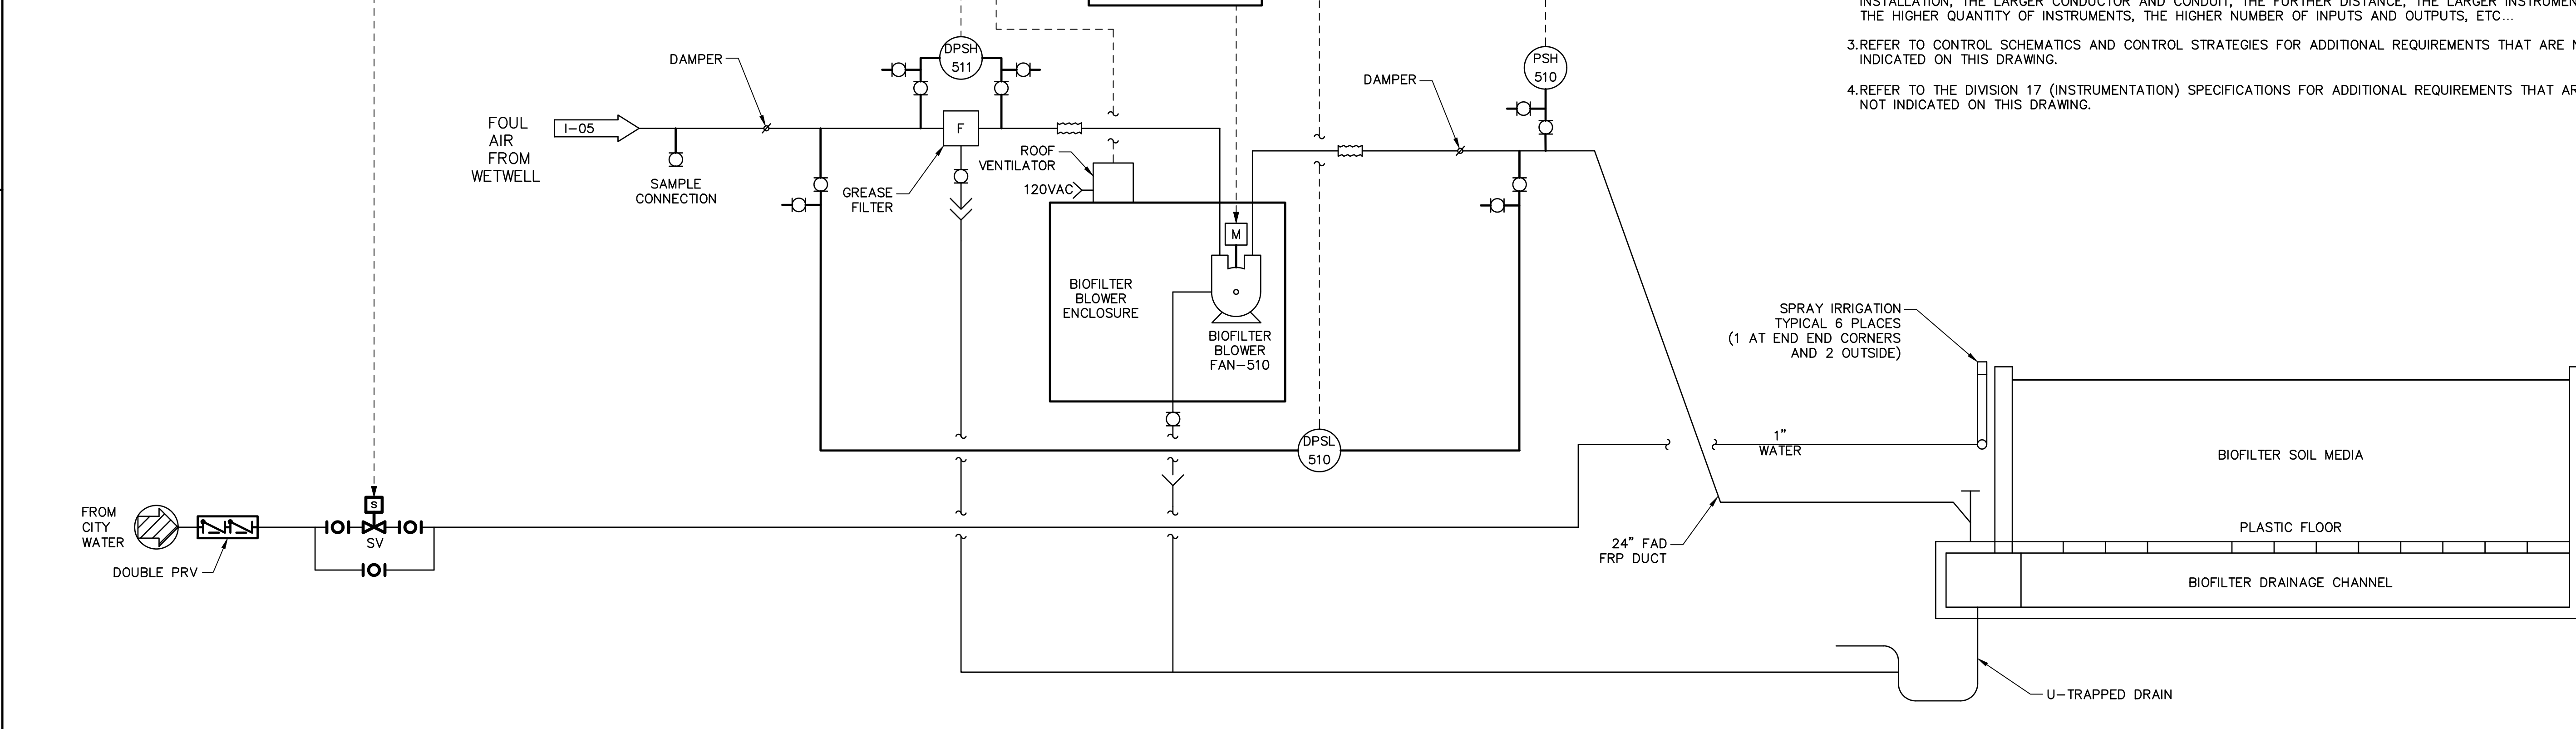 INSTALLATION, THE LARGER CONDUCTOR AND CONDUIT, THE FURTHER DISTANCE, THE LARGER
THE HIGHER QUANTITY OF INSTRUMENTS, THE HIGHER NUMBER OF INPUTS AND OUTPUTS, ETC...
3.REFER TO CONTROL SCHEMATICS AND CONTROL STRATEGIES FOR ADDITIONAL REQUIREMENTS THAT ARE
INDICATED ON THIS DRAWING.
4.REFER TO THE DIVISION 17 (INSTRUMENTATION) SPECIFICATIONS FOR ADDITIONAL REQUIREMENTS THAT
NOT INDICATED ON THIS DRAWING.
DPSH
511
DAMPER
PSH
510
DAMPER
FOUL
AIR
FROM
WETWELL
I-05
F
SAMPLE
CONNECTION
GREASE
FILTER
ROOF
VENTILATOR
120VAC
M
BIOFILTER
BLOWER
ENCLOSURE
BIOFILTER
BLOWER
FAN-510
DPSL
510
SPRAY IRRIGATION
TYPICAL 6 PLACES
(1 AT END END CORNERS
AND 2 OUTSIDE)
1"
WATER
BIOFILTER SOIL MEDIA
PLASTIC FLOOR
BIOFILTER DRAINAGE CHANNEL
24" FAD
FRP DUCT
U-TRAPPED DRAIN
FROM
CITY
WATER
S
SV
DOUBLE PRV